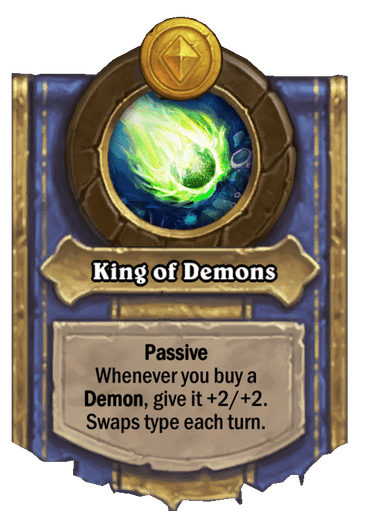 King of Demons
Passive
Whenever you buy a
Demon, give it +2/+2.
Swaps type each turn.